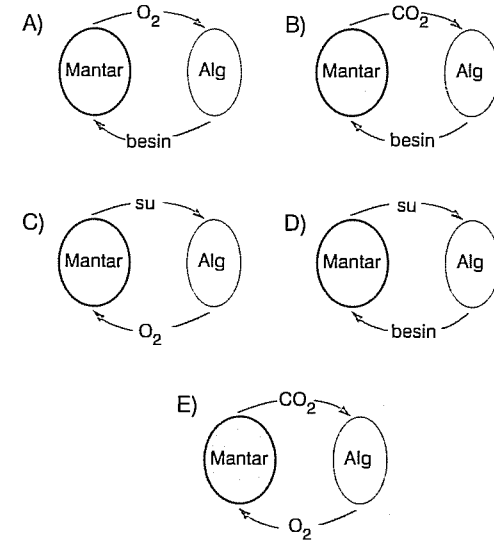 A) O2 B) CO2
Mantar Alg Mantar Alg
besin besin
C) su D) su
Mantar Alg Mantar Alg
O2 besin
E) CO2
Mantar Alg
O2